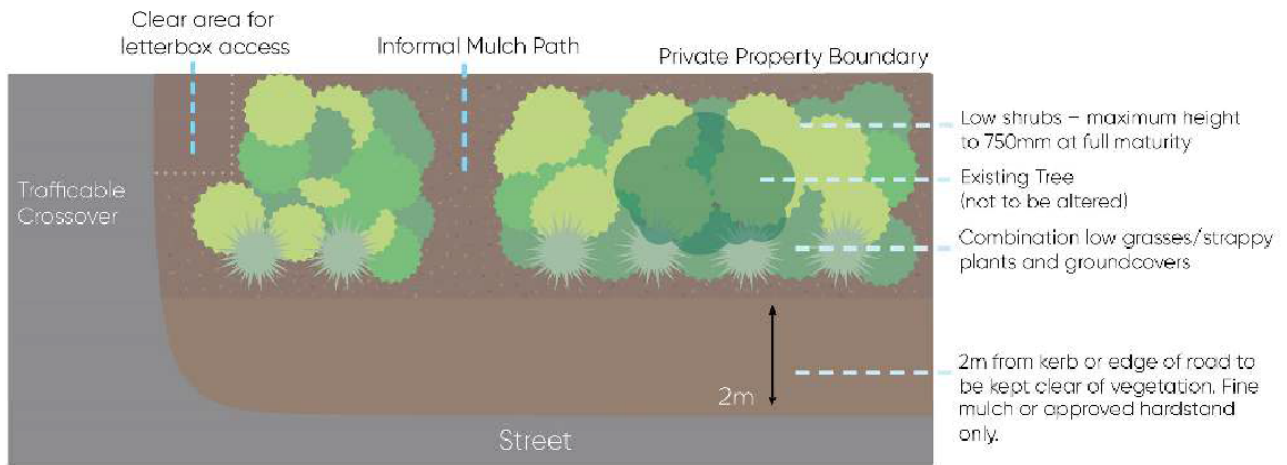 Clear area for
letterbox access
Informal Mulch Path
Private Property Boundary
Low shrubs – maximum height
to 750mm at full maturity
Existing Tree
(not to be altered)
Trafficable
Crossover
Combination low grasses/strappy
plants and groundcovers
2m from kerb or edge of road to
be kept clear of vegetation. Fine
mulch or approved hardstand
only.
2m
Street